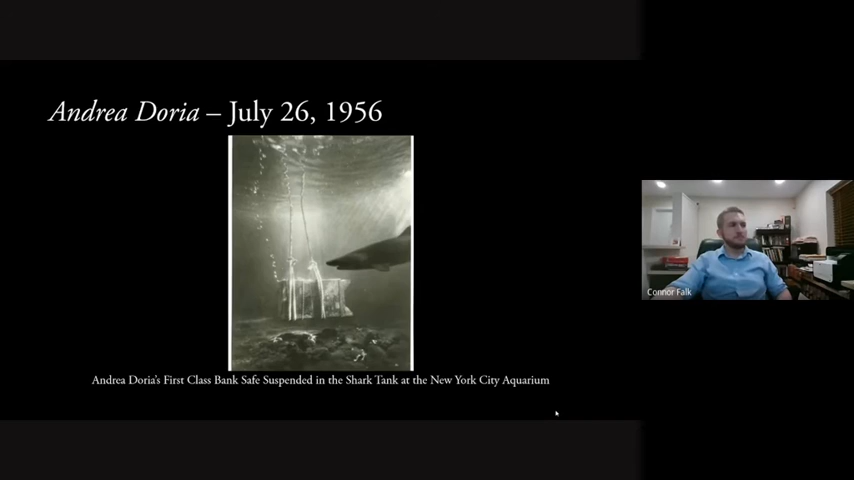 Andrea Doria – July 26, 1956
Andrea Doria's First Class Bank Safe Suspended in the Shark Tank at the New York City Aquarium
Connor Falk